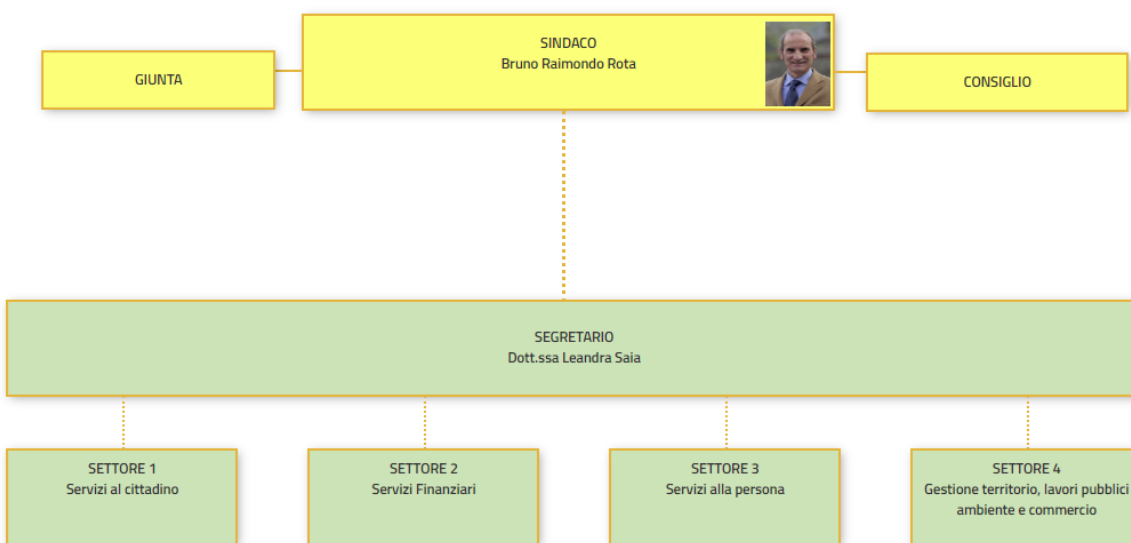 SINDACO
Bruno Raimondo Rota
GIUNTA
CONSIGLIO
SEGRETARIO
Dott.ssa Leandra Saia
SETTORE 1
Servizi al cittadino
SETTORE 2
Servizi Finanziari
SETTORE 3
Servizi alla persona
SETTORE 4
Gestione territorio, lavori pubblici
ambiente e commercio